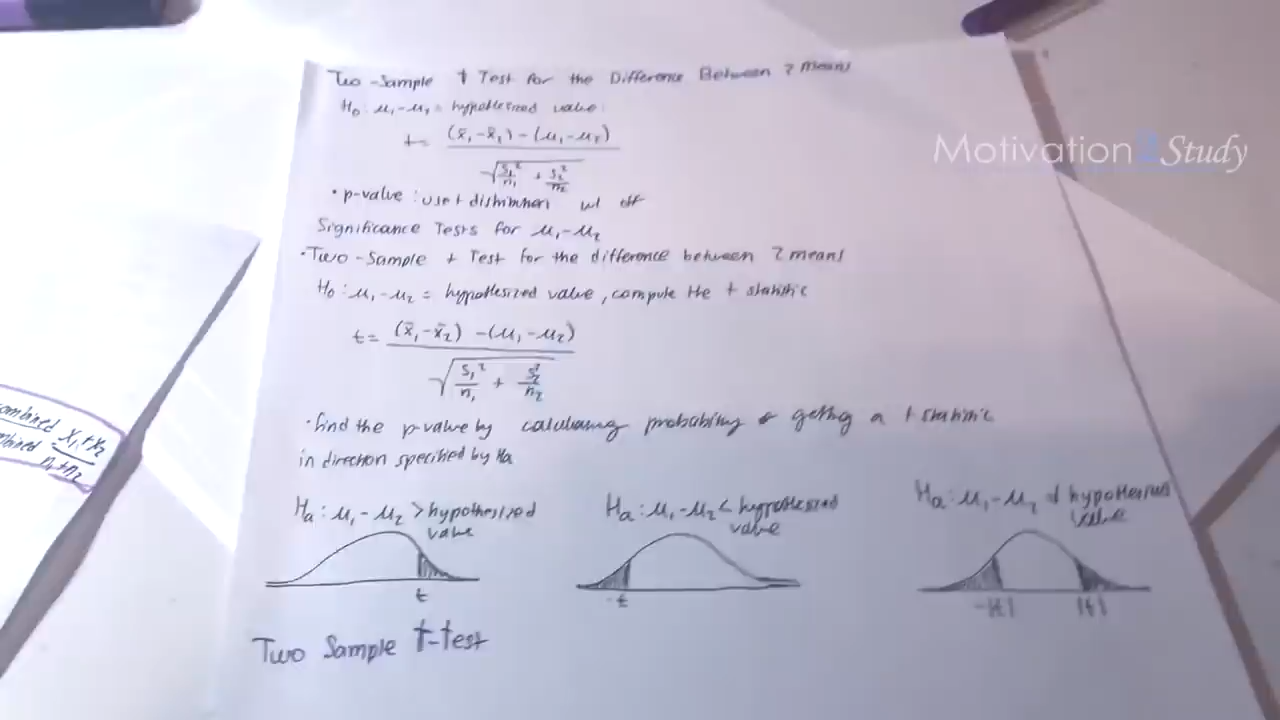 Two-Sample t Test for the Difference Between 2 Means
H₀: μ₁-μ₂ = hypothesized value:
t= (x̄₁-x̄₂)-(μ₁-μ₂)
√ s₁²/n₁ + s₂²/n₂
• p-value: use t distribution w/ df
Significance Tests for μ₁-μ₂
• Two-Sample t Test for the difference between 2 means
H₀: μ₁-μ₂ = hypothesized value, compute the t statistic
t= (x̄₁-x̄₂) -(μ₁-μ₂)
√ s₁²/n₁ + s₂²/n₂
• find the p-value by calculating probability of getting a t statistic
in direction specified by Ha
Ha: μ₁-μ₂ > hypothesized
value
t
Ha: μ₁-μ₂ < hypothesized
value
t
Ha: μ₁-μ₂ ≠ hypothesized
value
-|t| |t|
Two Sample t-test
combined x₁+x₂
n₁+n₂
Motivation2Study